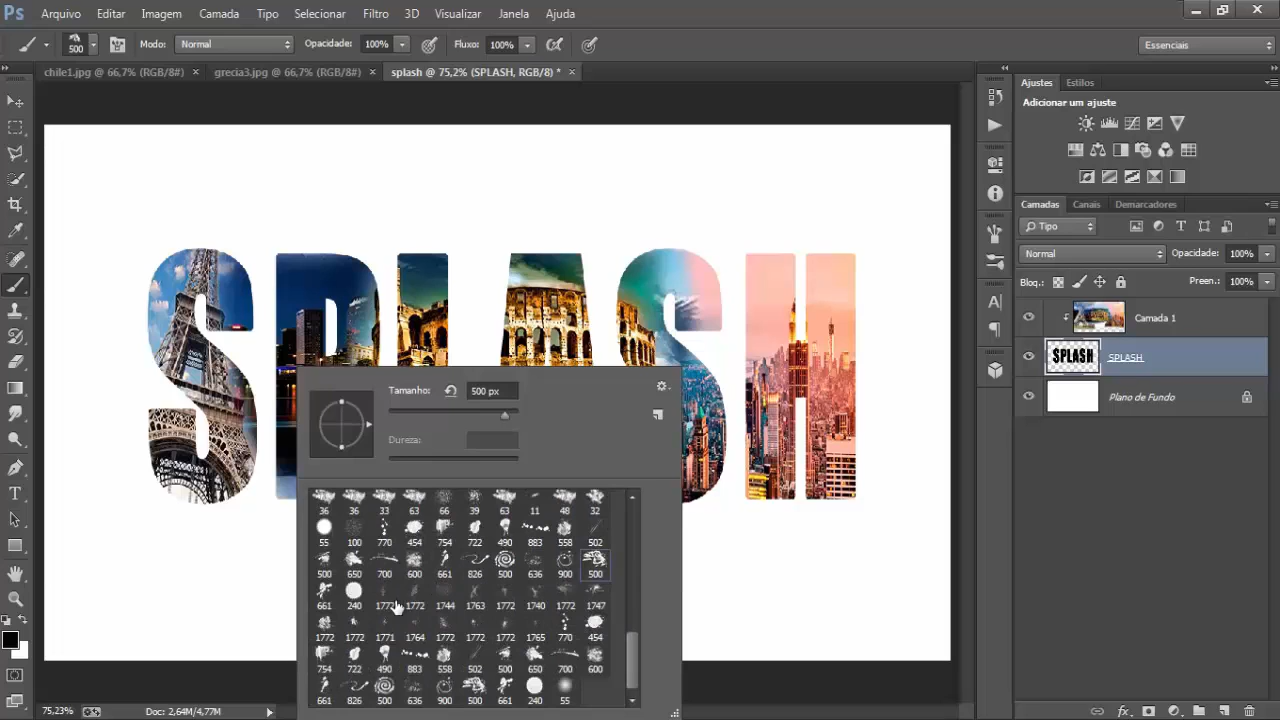 Ps Arquivo Editar Imagem Camada Tipo Selecionar Filtro 3D Visualizar Janela Ajuda
500 Modo: Normal Opacidade: 100% Fluxo: 100% Essenciais
chile1.jpg @ 66,7% (RGB/8#) × grecia3.jpg @ 66,7% (RGB/8#) × splash @ 75,2% (SPLASH, RGB/8) * ×
Ajustes Estilos
Adicionar um ajuste
Camadas Canais Demarcadores
Tipo
Normal Opacidade: 100%
Bloq.: Preen.: 100%
Camada 1
SPLASH SPLASH
Plano de Fundo
SPLASH
Tamanho: 500 px
Dureza:
36 36 33 63 66 39 63 11 48 32
55 100 770 454 754 722 490 883 558 502
500 650 700 600 661 826 500 636 900 500
661 240 1772 1772 1744 1763 1772 1740 1772 1747
1772 1772 1771 1764 1772 1772 1772 1765 770 454
754 722 490 883 558 502 500 650 700 600
661 826 500 636 900 500 661 240 55
75,23% Doc: 2,64M/4,77M